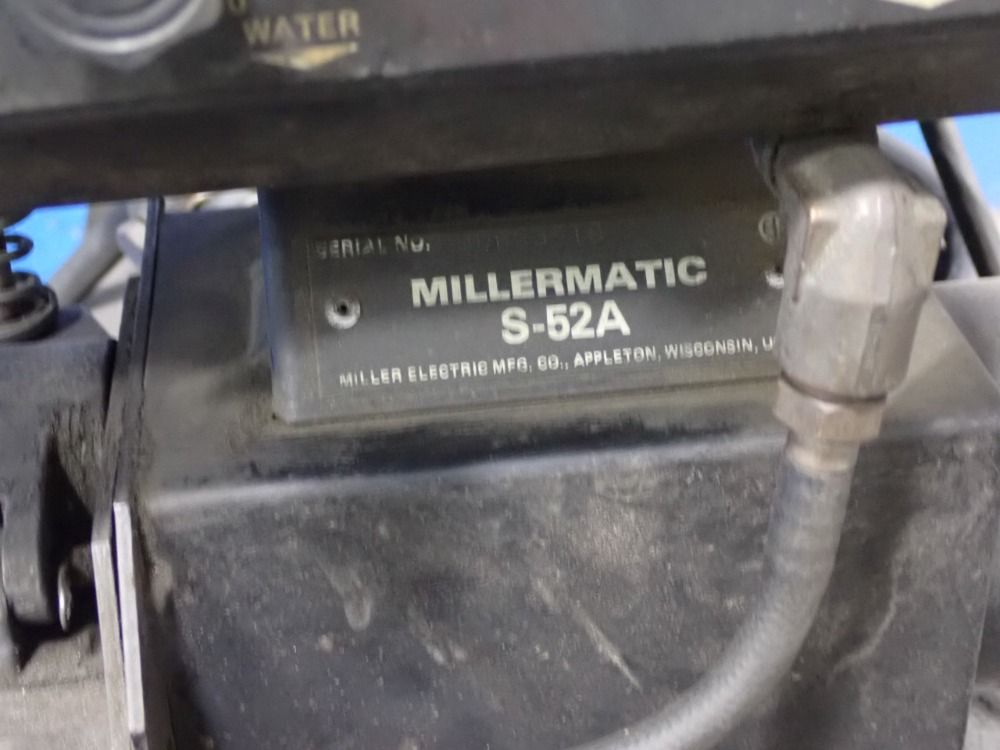 WATER
SERIAL NO.
MILLERMATIC
S-52A
MILLER ELECTRIC MFG. CO., APPLETON, WISCONSIN,